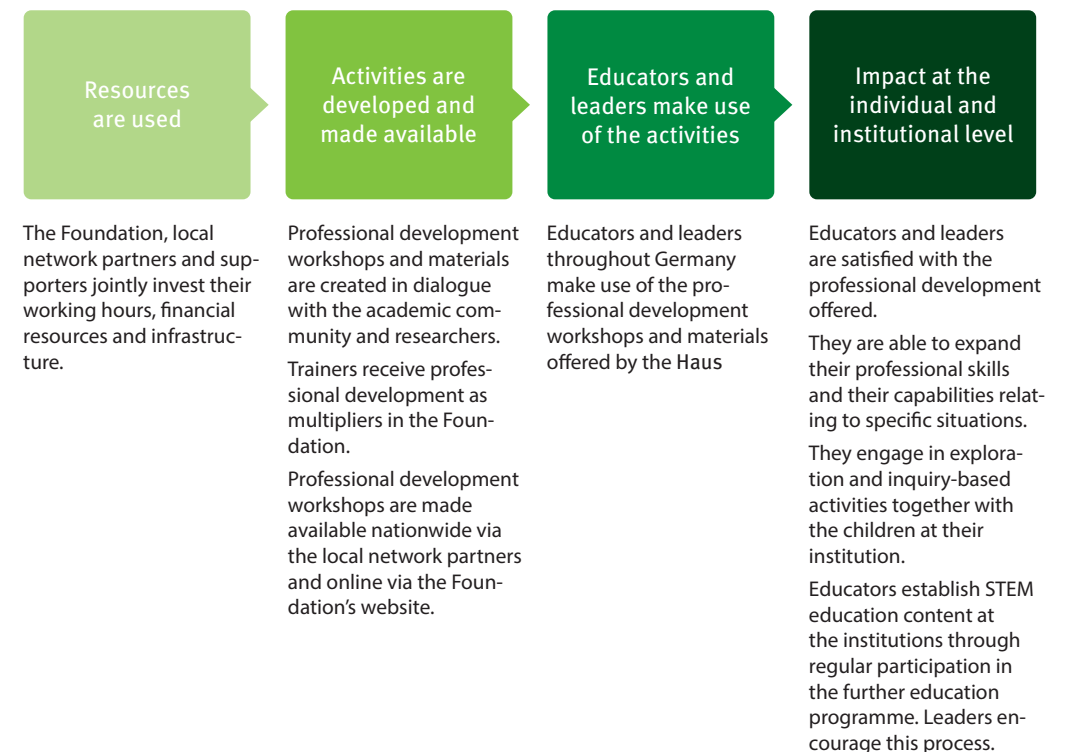 Resources
are used
Activities are
developed and
made available
Educators and
leaders make use
of the activities
Impact at the
individual and
institutional level
The Foundation, local
network partners and sup-
porters jointly invest their
working hours, financial
resources and infrastruc-
ture.
Professional development
workshops and materials
are created in dialogue
with the academic com-
munity and researchers.
Trainers receive profes-
sional development as
multipliers in the Foun-
dation.
Professional development
workshops are made
available nationwide via
the local network partners
and online via the Foun-
dation’s website.
Educators and leaders
throughout Germany
make use of the pro-
fessional development
workshops and materials
offered by the Haus
Educators and leaders
are satisfied with the
professional development
offered.
They are able to expand
their professional skills
and their capabilities relat-
ing to specific situations.
They engage in explora-
tion and inquiry-based
activities together with
the children at their
institution.
Educators establish STEM
education content at
the institutions through
regular participation in
the further education
programme. Leaders en-
courage this process.